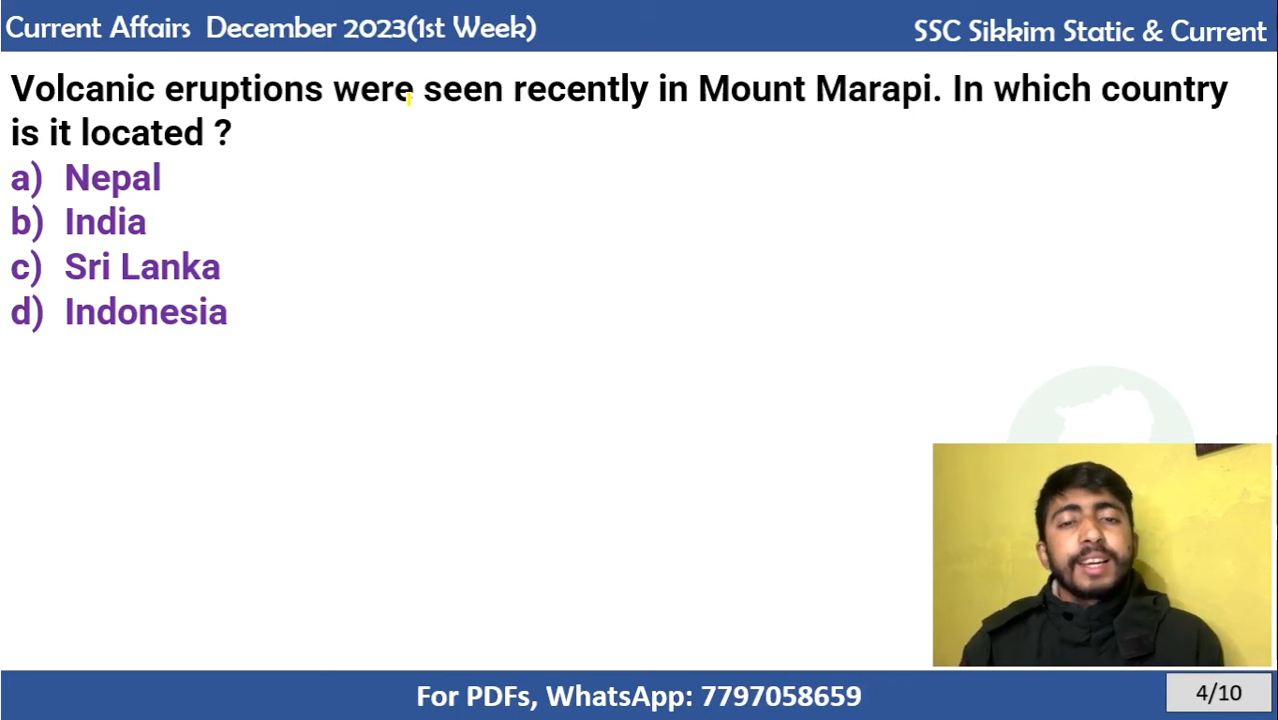 Current Affairs December 2023(1st Week)
SSC Sikkim Static & Current
Volcanic eruptions were seen recently in Mount Marapi. In which country
is it located ?
a) Nepal
b) India
c) Sri Lanka
d) Indonesia
For PDFs, WhatsApp: 7797058659
4/10